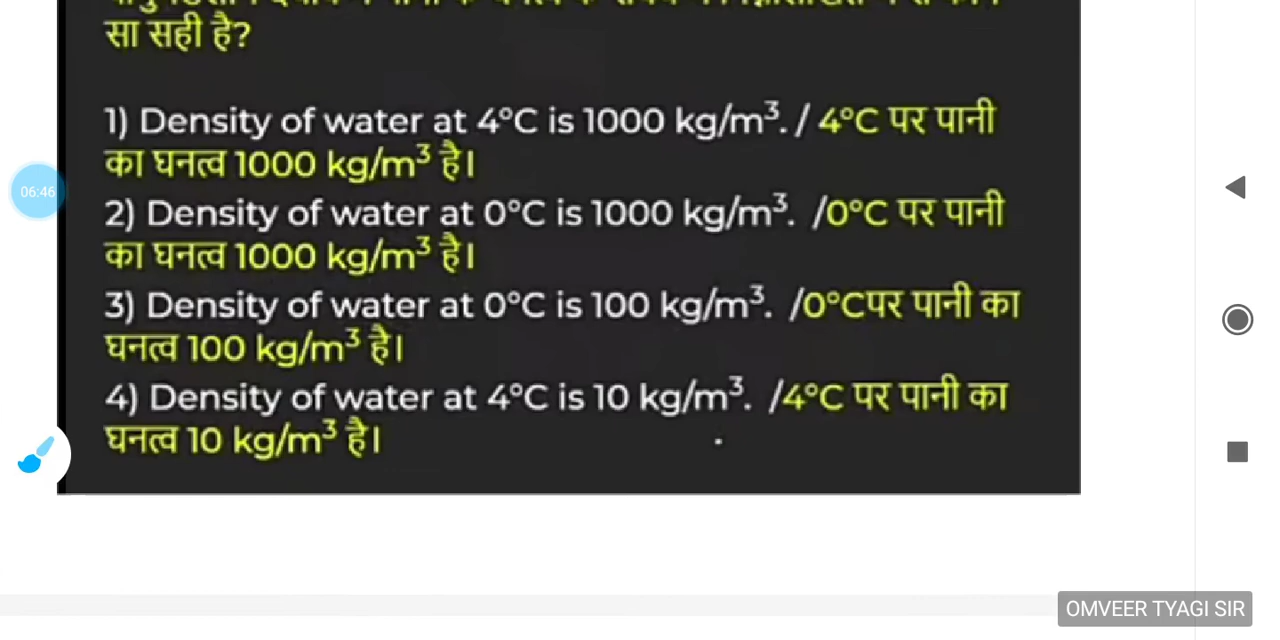 सा सही है?
1) Density of water at 4°C is 1000 kg/m³. / 4°C पर पानी
का घनत्व 1000 kg/m³ है।
2) Density of water at 0°C is 1000 kg/m³. /0°C पर पानी
का घनत्व 1000 kg/m³ है।
3) Density of water at 0°C is 100 kg/m³. /0°Cपर पानी का
घनत्व 100 kg/m³ है।
4) Density of water at 4°C is 10 kg/m³. /4°C पर पानी का
घनत्व 10 kg/m³ है।
06:46
OMVEER TYAGI SIR